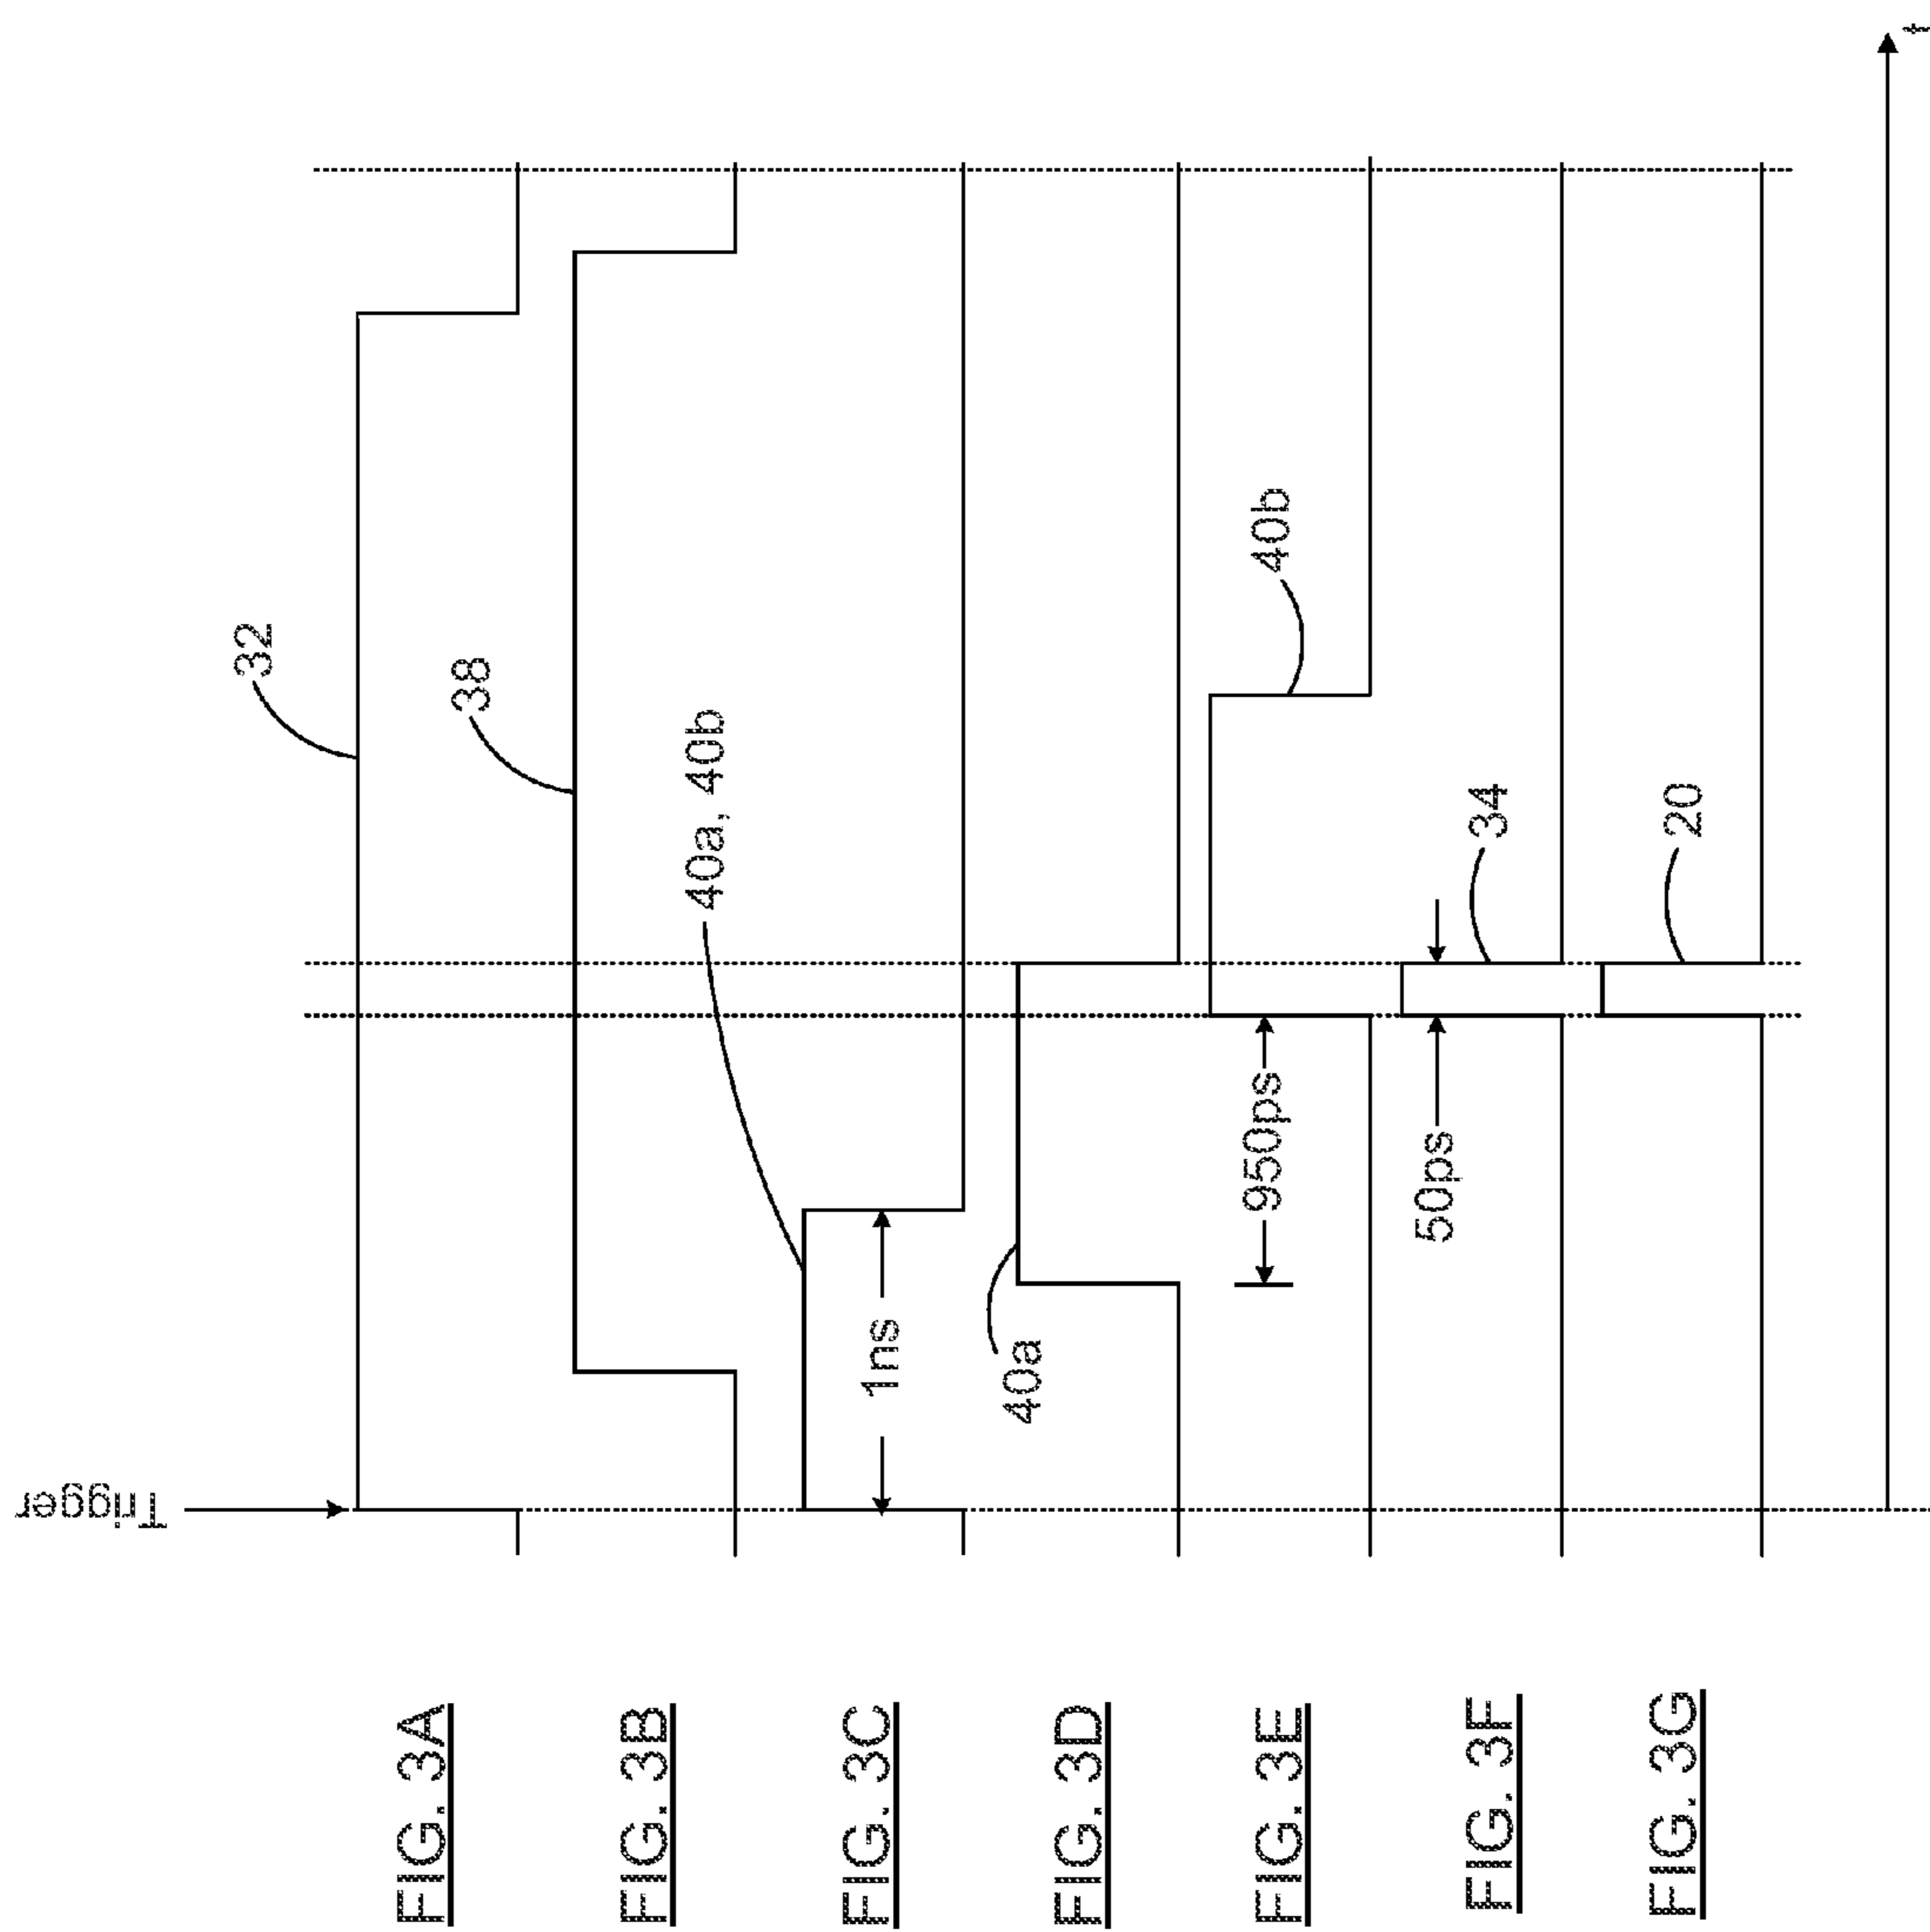 Trigger
32
FIG. 3A
38
FIG. 3B
40a, 40b
1ns
FIG. 3C
40a
FIG. 3D
40b
950ps
FIG. 3E
34
50ps
FIG. 3F
20
FIG. 3G
t